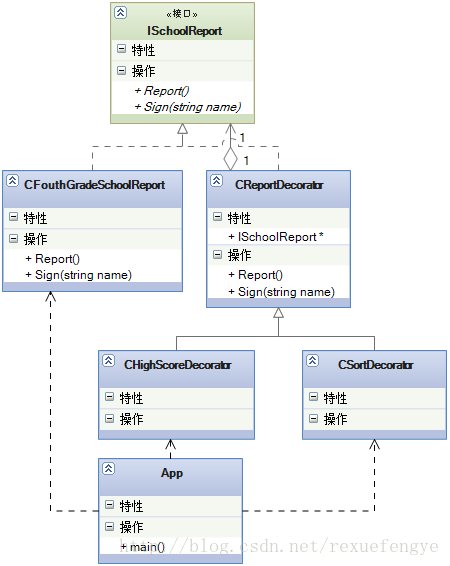 «接口»
ISchoolReport
特性
操作
+ Report()
+ Sign(string name)
1
1
CFouthGradeSchoolReport
特性
操作
+ Report()
+ Sign(string name)
CReportDecorator
特性
+ ISchoolReport *
操作
+ Report()
+ Sign(string name)
CHighScoreDecorator
特性
操作
CSortDecorator
特性
操作
App
特性
操作
+ main()
http://blog.csdn.net/rexuefengye